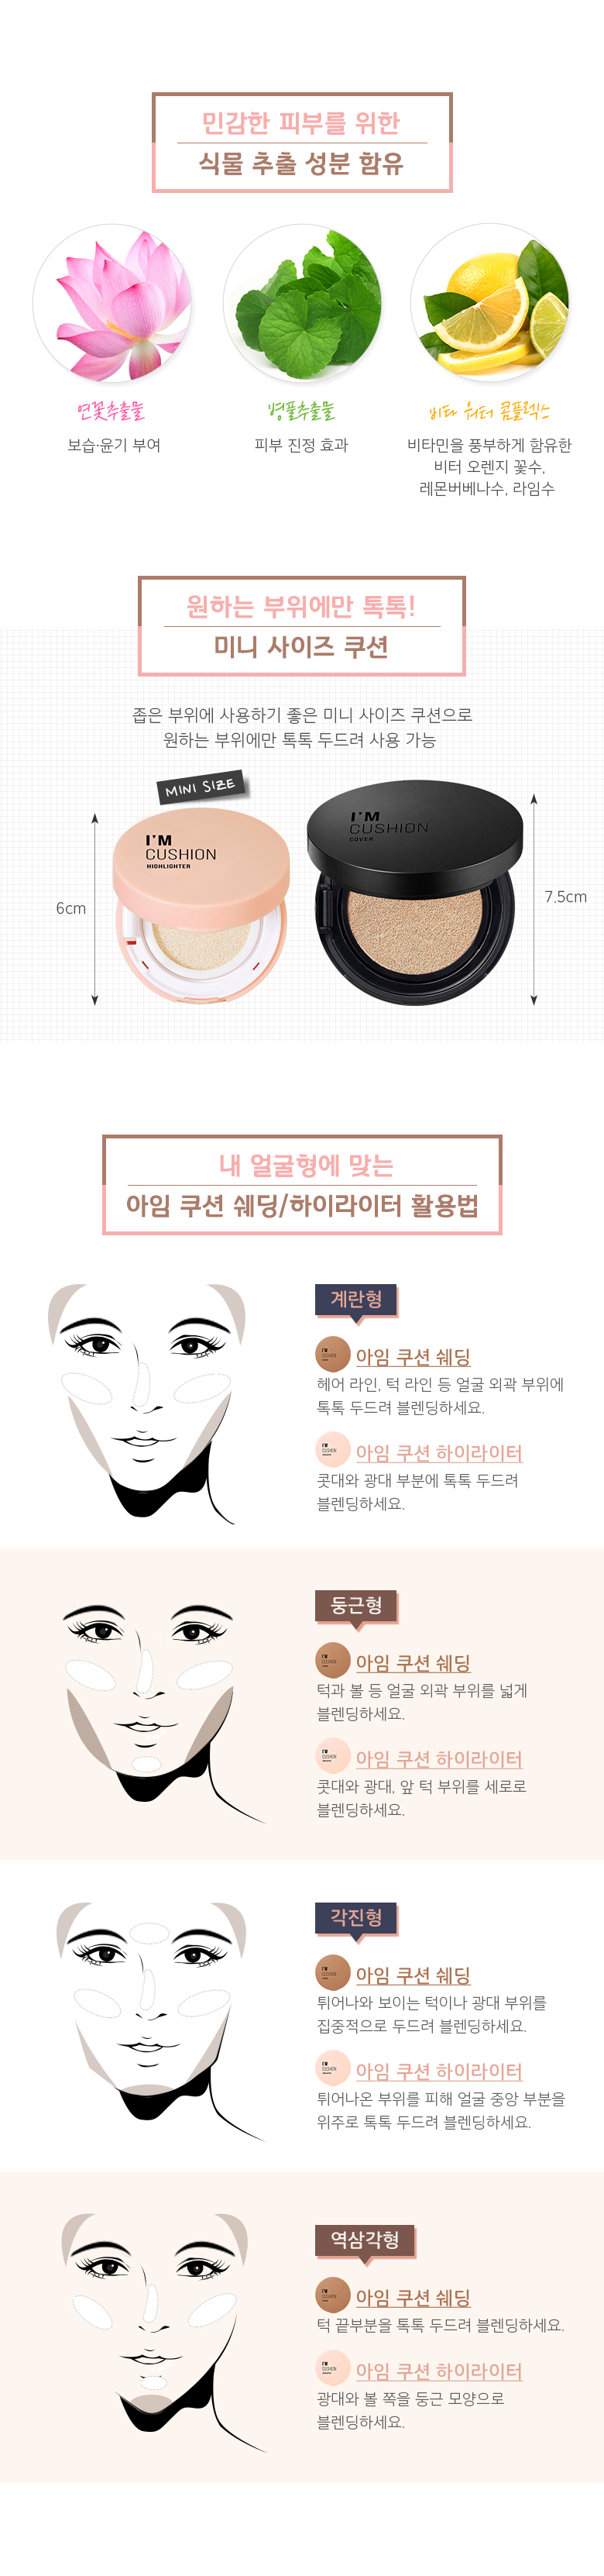 민감한 피부를 위한
식물 추출 성분 함유
연꽃추출물
보습·윤기 부여
병풀추출물
피부 진정 효과
비타 워터 콤플렉스
비타민을 풍부하게 함유한
비터 오렌지 꽃수,
레몬버베나수, 라임수
원하는 부위에만 톡톡!
미니 사이즈 쿠션
좁은 부위에 사용하기 좋은 미니 사이즈 쿠션으로
원하는 부위에만 톡톡 두드려 사용 가능
MINI SIZE
I'M
CUSHION
HIGHLIGHTER
6cm
I'M
CUSHION
COVER
7.5cm
내 얼굴형에 맞는
아임 쿠션 쉐딩/하이라이터 활용법
계란형
I'M
CUSHION
아임 쿠션 쉐딩
헤어 라인, 턱 라인 등 얼굴 외곽 부위에
톡톡 두드려 블렌딩하세요.
I'M
CUSHION
아임 쿠션 하이라이터
콧대와 광대 부분에 톡톡 두드려
블렌딩하세요.
둥근형
I'M
CUSHION
아임 쿠션 쉐딩
턱과 볼 등 얼굴 외곽 부위를 넓게
블렌딩하세요.
I'M
CUSHION
아임 쿠션 하이라이터
콧대와 광대, 앞 턱 부위를 세로로
블렌딩하세요.
각진형
I'M
CUSHION
아임 쿠션 쉐딩
튀어나와 보이는 턱이나 광대 부위를
집중적으로 두드려 블렌딩하세요.
I'M
CUSHION
아임 쿠션 하이라이터
튀어나온 부위를 피해 얼굴 중앙 부분을
위주로 톡톡 두드려 블렌딩하세요.
역삼각형
I'M
CUSHION
아임 쿠션 쉐딩
턱 끝부분을 톡톡 두드려 블렌딩하세요.
I'M
CUSHION
아임 쿠션 하이라이터
광대와 볼 쪽을 둥근 모양으로
블렌딩하세요.